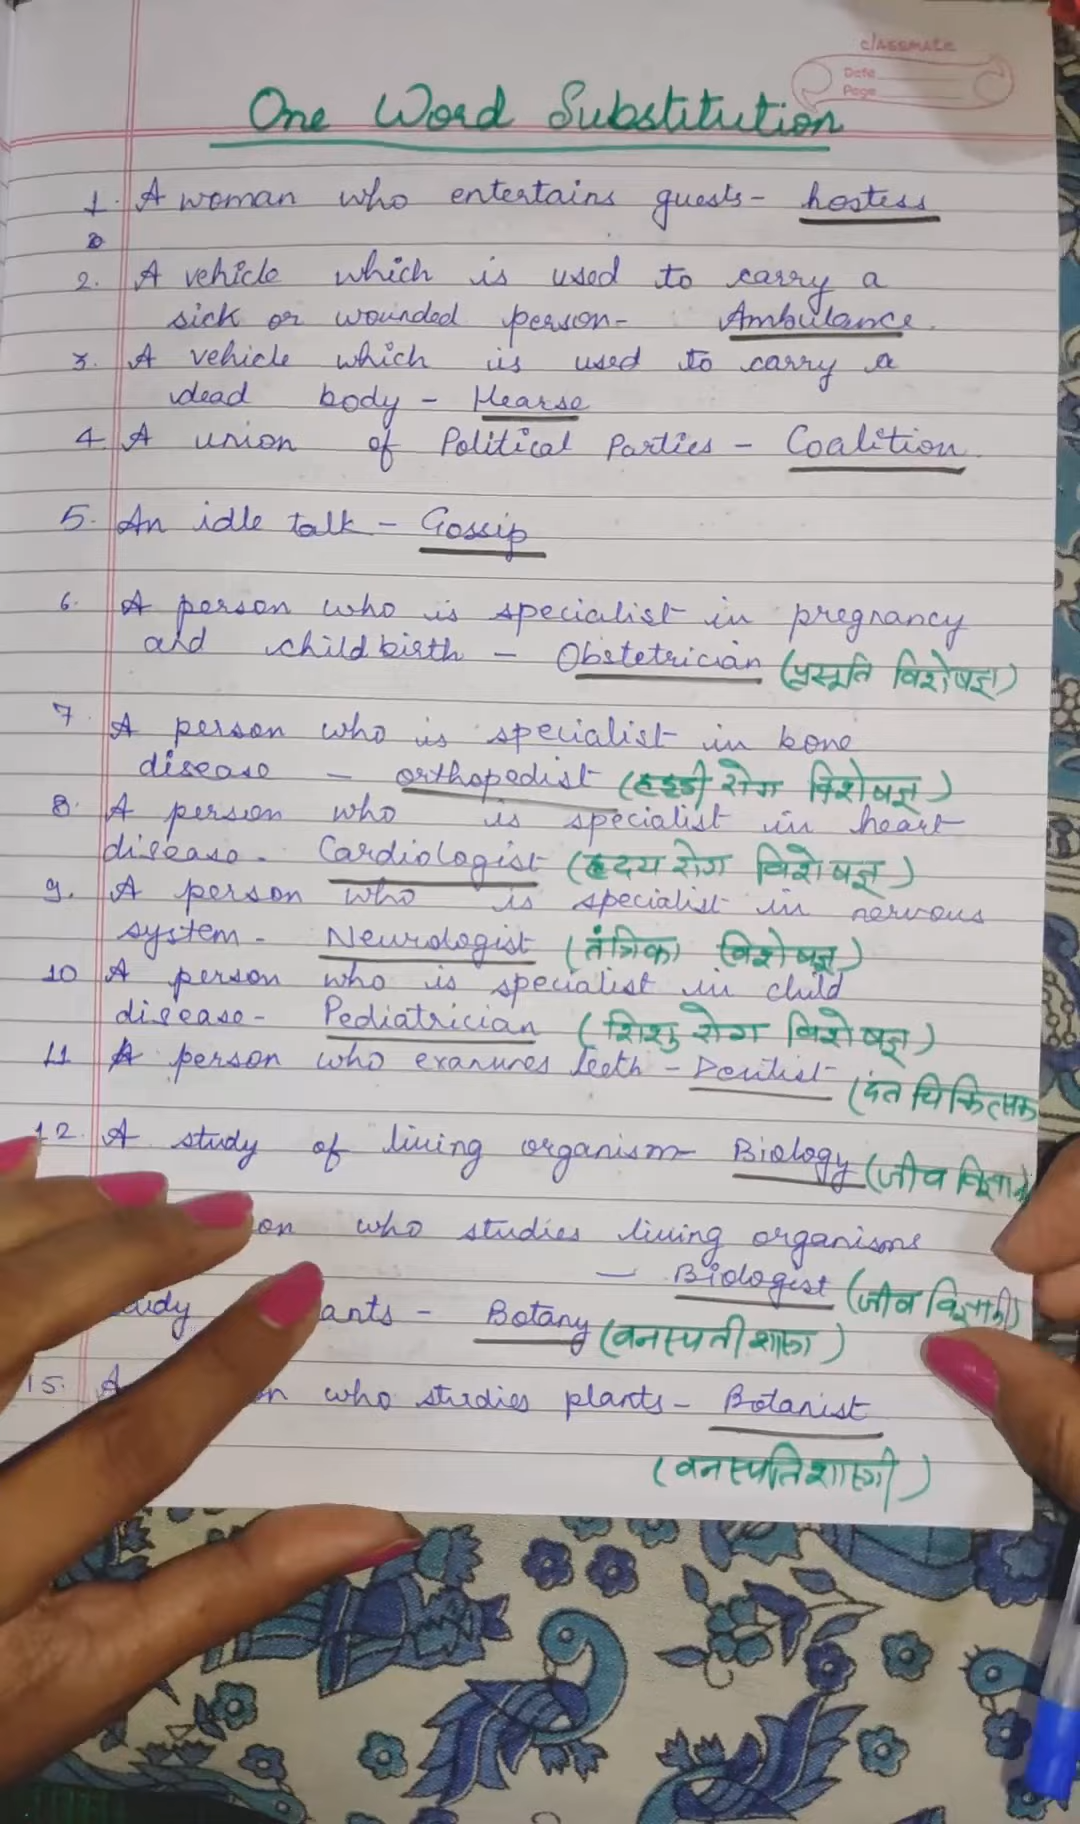 classmate
Date
Page
One Word Substitution
1. A woman who entertains guests- hostess
2. A vehicle which is used to carry a
sick or wounded person- Ambulance.
3. A vehicle which is used to carry a
dead body - Hearse
4. A union of Political Parties - Coalition.
5. An idle talk - Gossip
6. A person who is specialist in pregnancy
and childbirth - Obstetrician (प्रसूति विशेषज्ञ)
7. A person who is specialist in bone
disease - orthopedist (हड्डी रोग विशेषज्ञ)
8. A person who is specialist in heart
disease- Cardiologist (हृदय रोग विशेषज्ञ)
9. A person who is specialist in nervous
system- Neurologist (तंत्रिका विशेषज्ञ)
10 A person who is specialist in child
disease- Pediatrician (शिशु रोग विशेषज्ञ)
11 A person who examines teeth - Dentist (दंत चिकित्सक
12. A study of living organism- Biology (जीव विज्ञान
who studies living organisms
- Biologist (जीव विज्ञानी)
- Botany (वनस्पती शास्त्र)
15. who studies plants- Botanist
(वनस्पति शास्त्री)